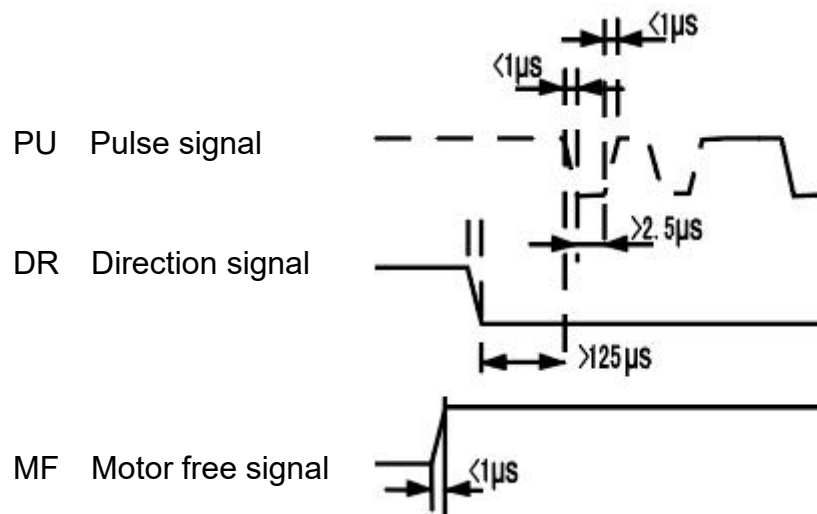 <1μs
<1μs
PU Pulse signal
>2.5μs
DR Direction signal
>125μs
MF Motor free signal
<1μs